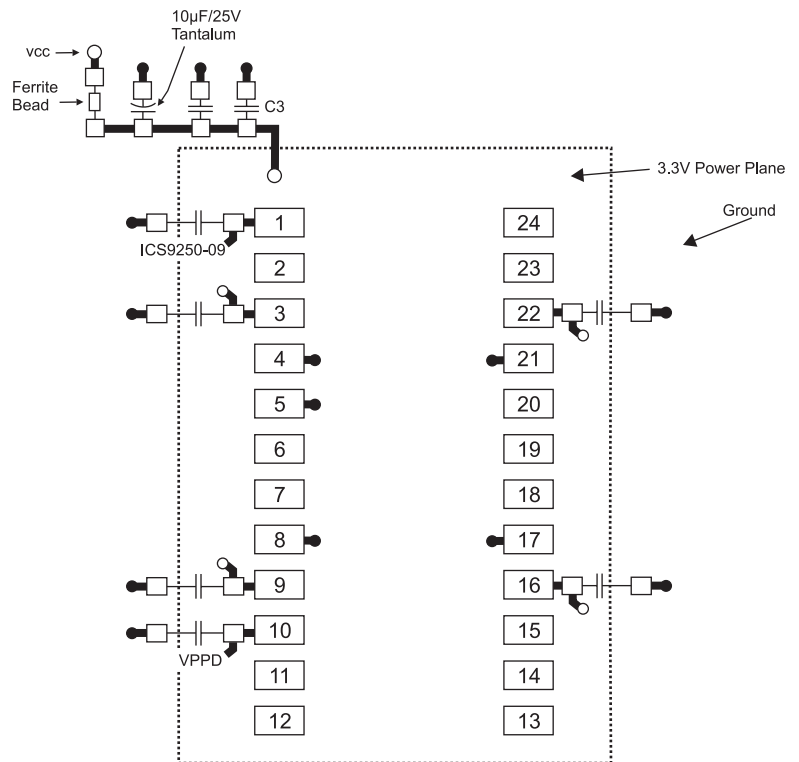 10µF/25V
Tantalum
vcc
Ferrite
Bead
C3
3.3V Power Plane
Ground
1
24
ICS9250-09
2
23
3
22
4
21
5
20
6
19
7
18
8
17
9
16
10
15
VPPD
11
14
12
13